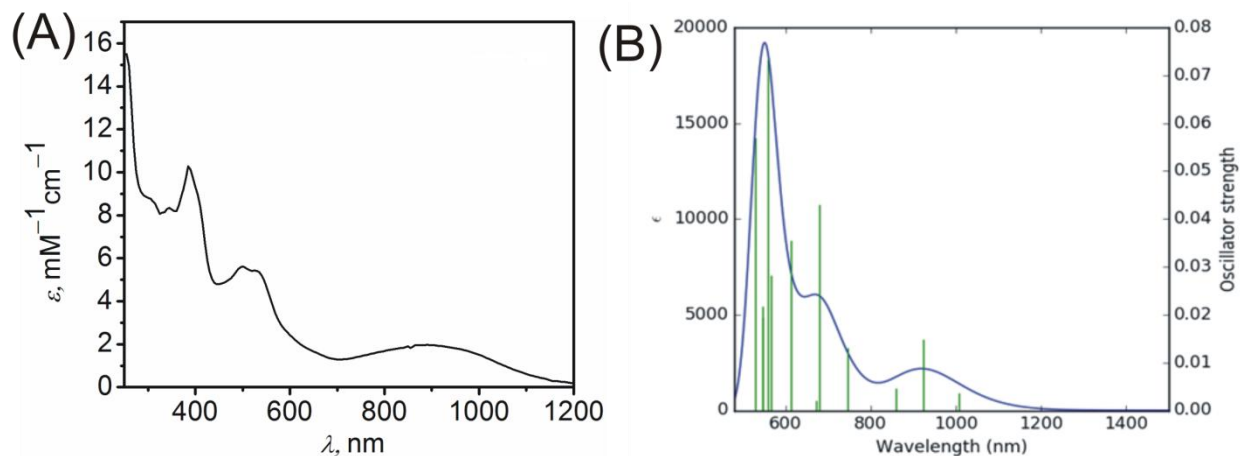 (A)
16
14
12
10
8
6
4
2
0
ε, mM⁻¹cm⁻¹
400 600 800 1000 1200
λ, nm
(B)
20000
15000
10000
5000
0
ϵ
0.08
0.07
0.06
0.05
0.04
0.03
0.02
0.01
0.00
Oscillator strength
600 800 1000 1200 1400
Wavelength (nm)